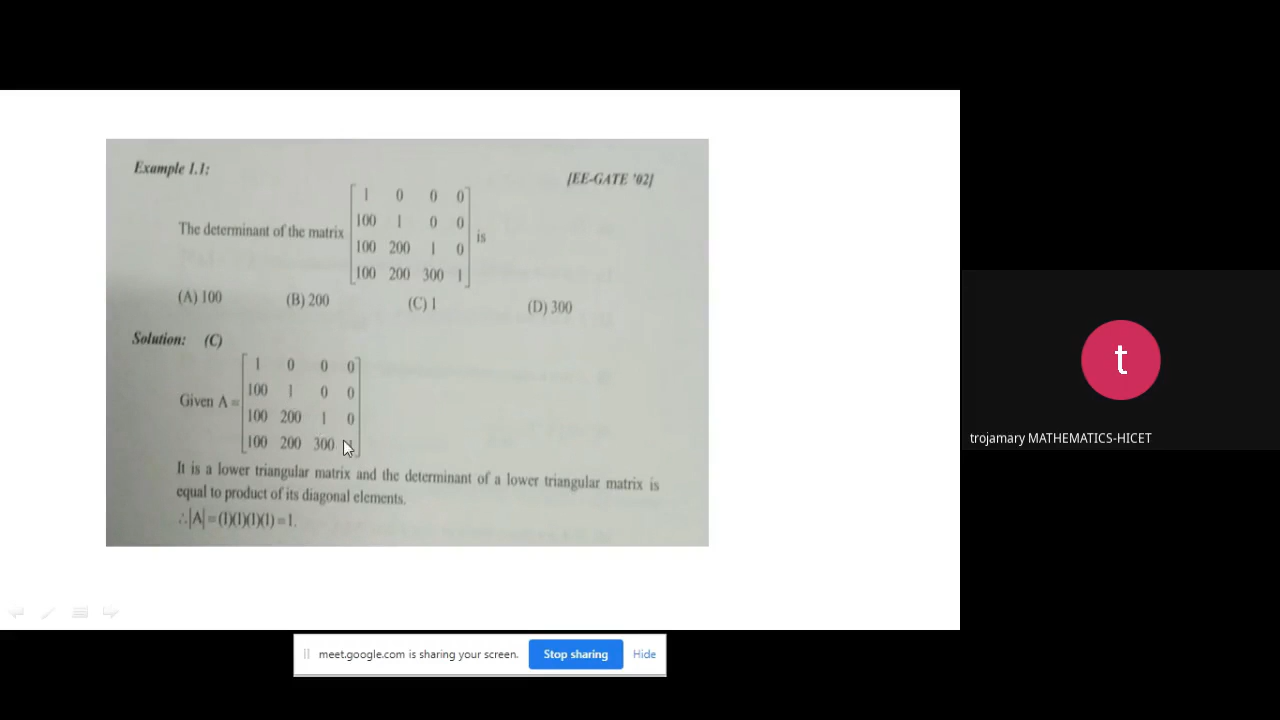 Example 1.1:
[EE-GATE '02]
The determinant of the matrix
1 0 0 0
100 1 0 0
100 200 1 0
100 200 300 1
is
(A) 100 (B) 200 (C) 1 (D) 300
Solution: (C)
Given A =
1 0 0 0
100 1 0 0
100 200 1 0
100 200 300
It is a lower triangular matrix and the determinant of a lower triangular matrix is
equal to product of its diagonal elements.
∴|A| = (1)(1)(1)(1) = 1.
t
trojamary MATHEMATICS-HICET
meet.google.com is sharing your screen. Stop sharing Hide